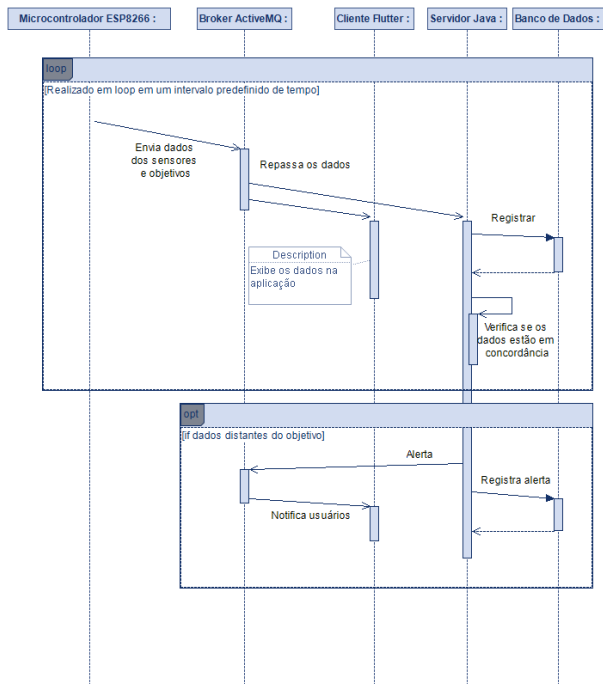 Microcontrolador ESP8266 :
Broker ActiveMQ :
Cliente Flutter :
Servidor Java :
Banco de Dados :
loop
[Realizado em loop em um intervalo predefinido de tempo]
Envia dados
dos sensores
e objetivos
Repassa os dados
Registrar
Description
Exibe os dados na
aplicação
Verifica se os
dados estão em
concordância
opt
[if dados distantes do objetivo]
Alerta
Registra alerta
Notifica usuários